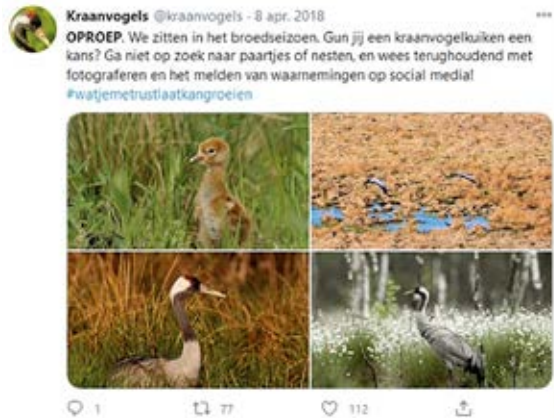 Kraanvogels @kraanvogels · 8 apr. 2018
OPROEP. We zitten in het broedseizoen. Gun jij een kraanvogelkuiken een
kans? Ga niet op zoek naar paartjes of nesten, en wees terughoudend met
fotograferen en het melden van waarnemingen op social media!
#watjemetrustlaatkangroeien
1 77 112